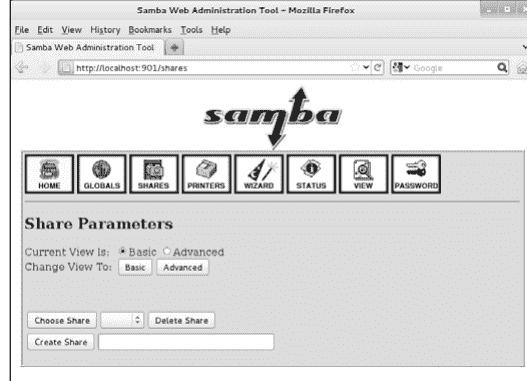 Samba Web Administration Tool - Mozilla Firefox
File Edit View History Bookmarks Tools Help
Samba Web Administration Tool
http://localhost:901/shares
Google
samba
HOME GLOBALS SHARES PRINTERS WIZARD STATUS VIEW PASSWORD
Share Parameters
Current View Is: Basic Advanced
Change View To: Basic Advanced
Choose Share Delete Share
Create Share